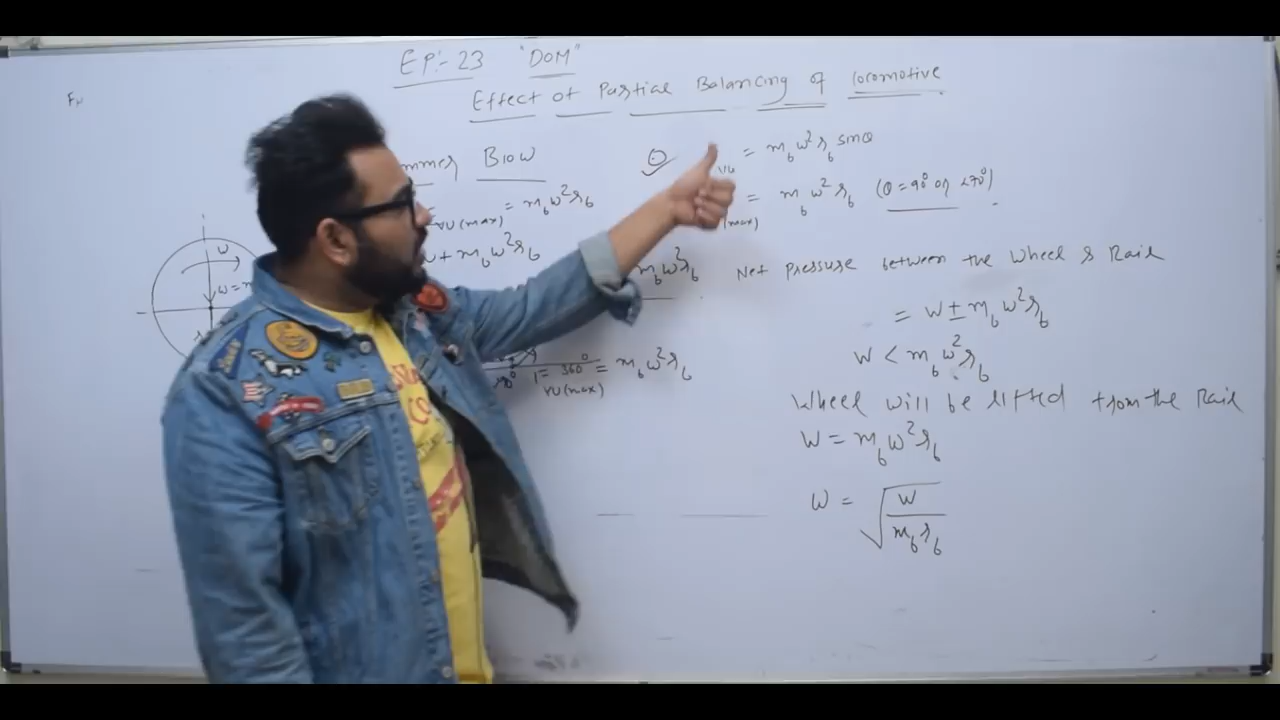 EP:- 23 "DOM"
Effect of Partial Balancing of locomotive
mmer Blow
VU(max) = m_b ω² r_b
+ m_b ω² r_b
ω
= m_b ω² r_b sinθ
(max) = m_b ω² r_b (θ = 90° or 270°)
m_b ω² r_b
Net Pressure between the Wheel & Rail
= W ± m_b ω² r_b
W < m_b ω² r_b
360° VU(max) = m_b ω² r_b
Wheel will be lifted from the Rail
W = m_b ω² r_b
ω = √(W / m_b r_b)